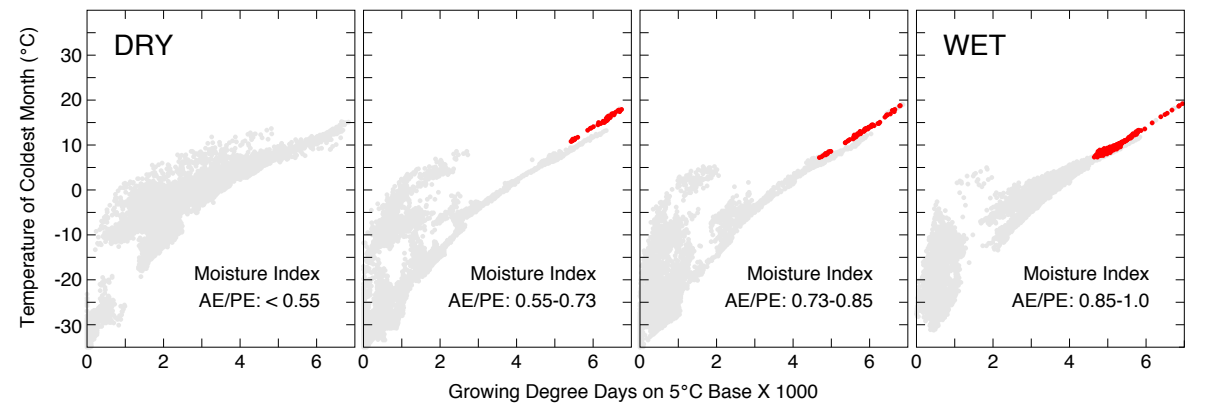 Temperature of Coldest Month (°C)
30
20
10
0
-10
-20
-30
DRY
Moisture Index
AE/PE: < 0.55
0
2
4
6
Moisture Index
AE/PE: 0.55-0.73
0
2
4
6
Moisture Index
AE/PE: 0.73-0.85
0
2
4
6
WET
Moisture Index
AE/PE: 0.85-1.0
0
2
4
6
Growing Degree Days on 5°C Base X 1000